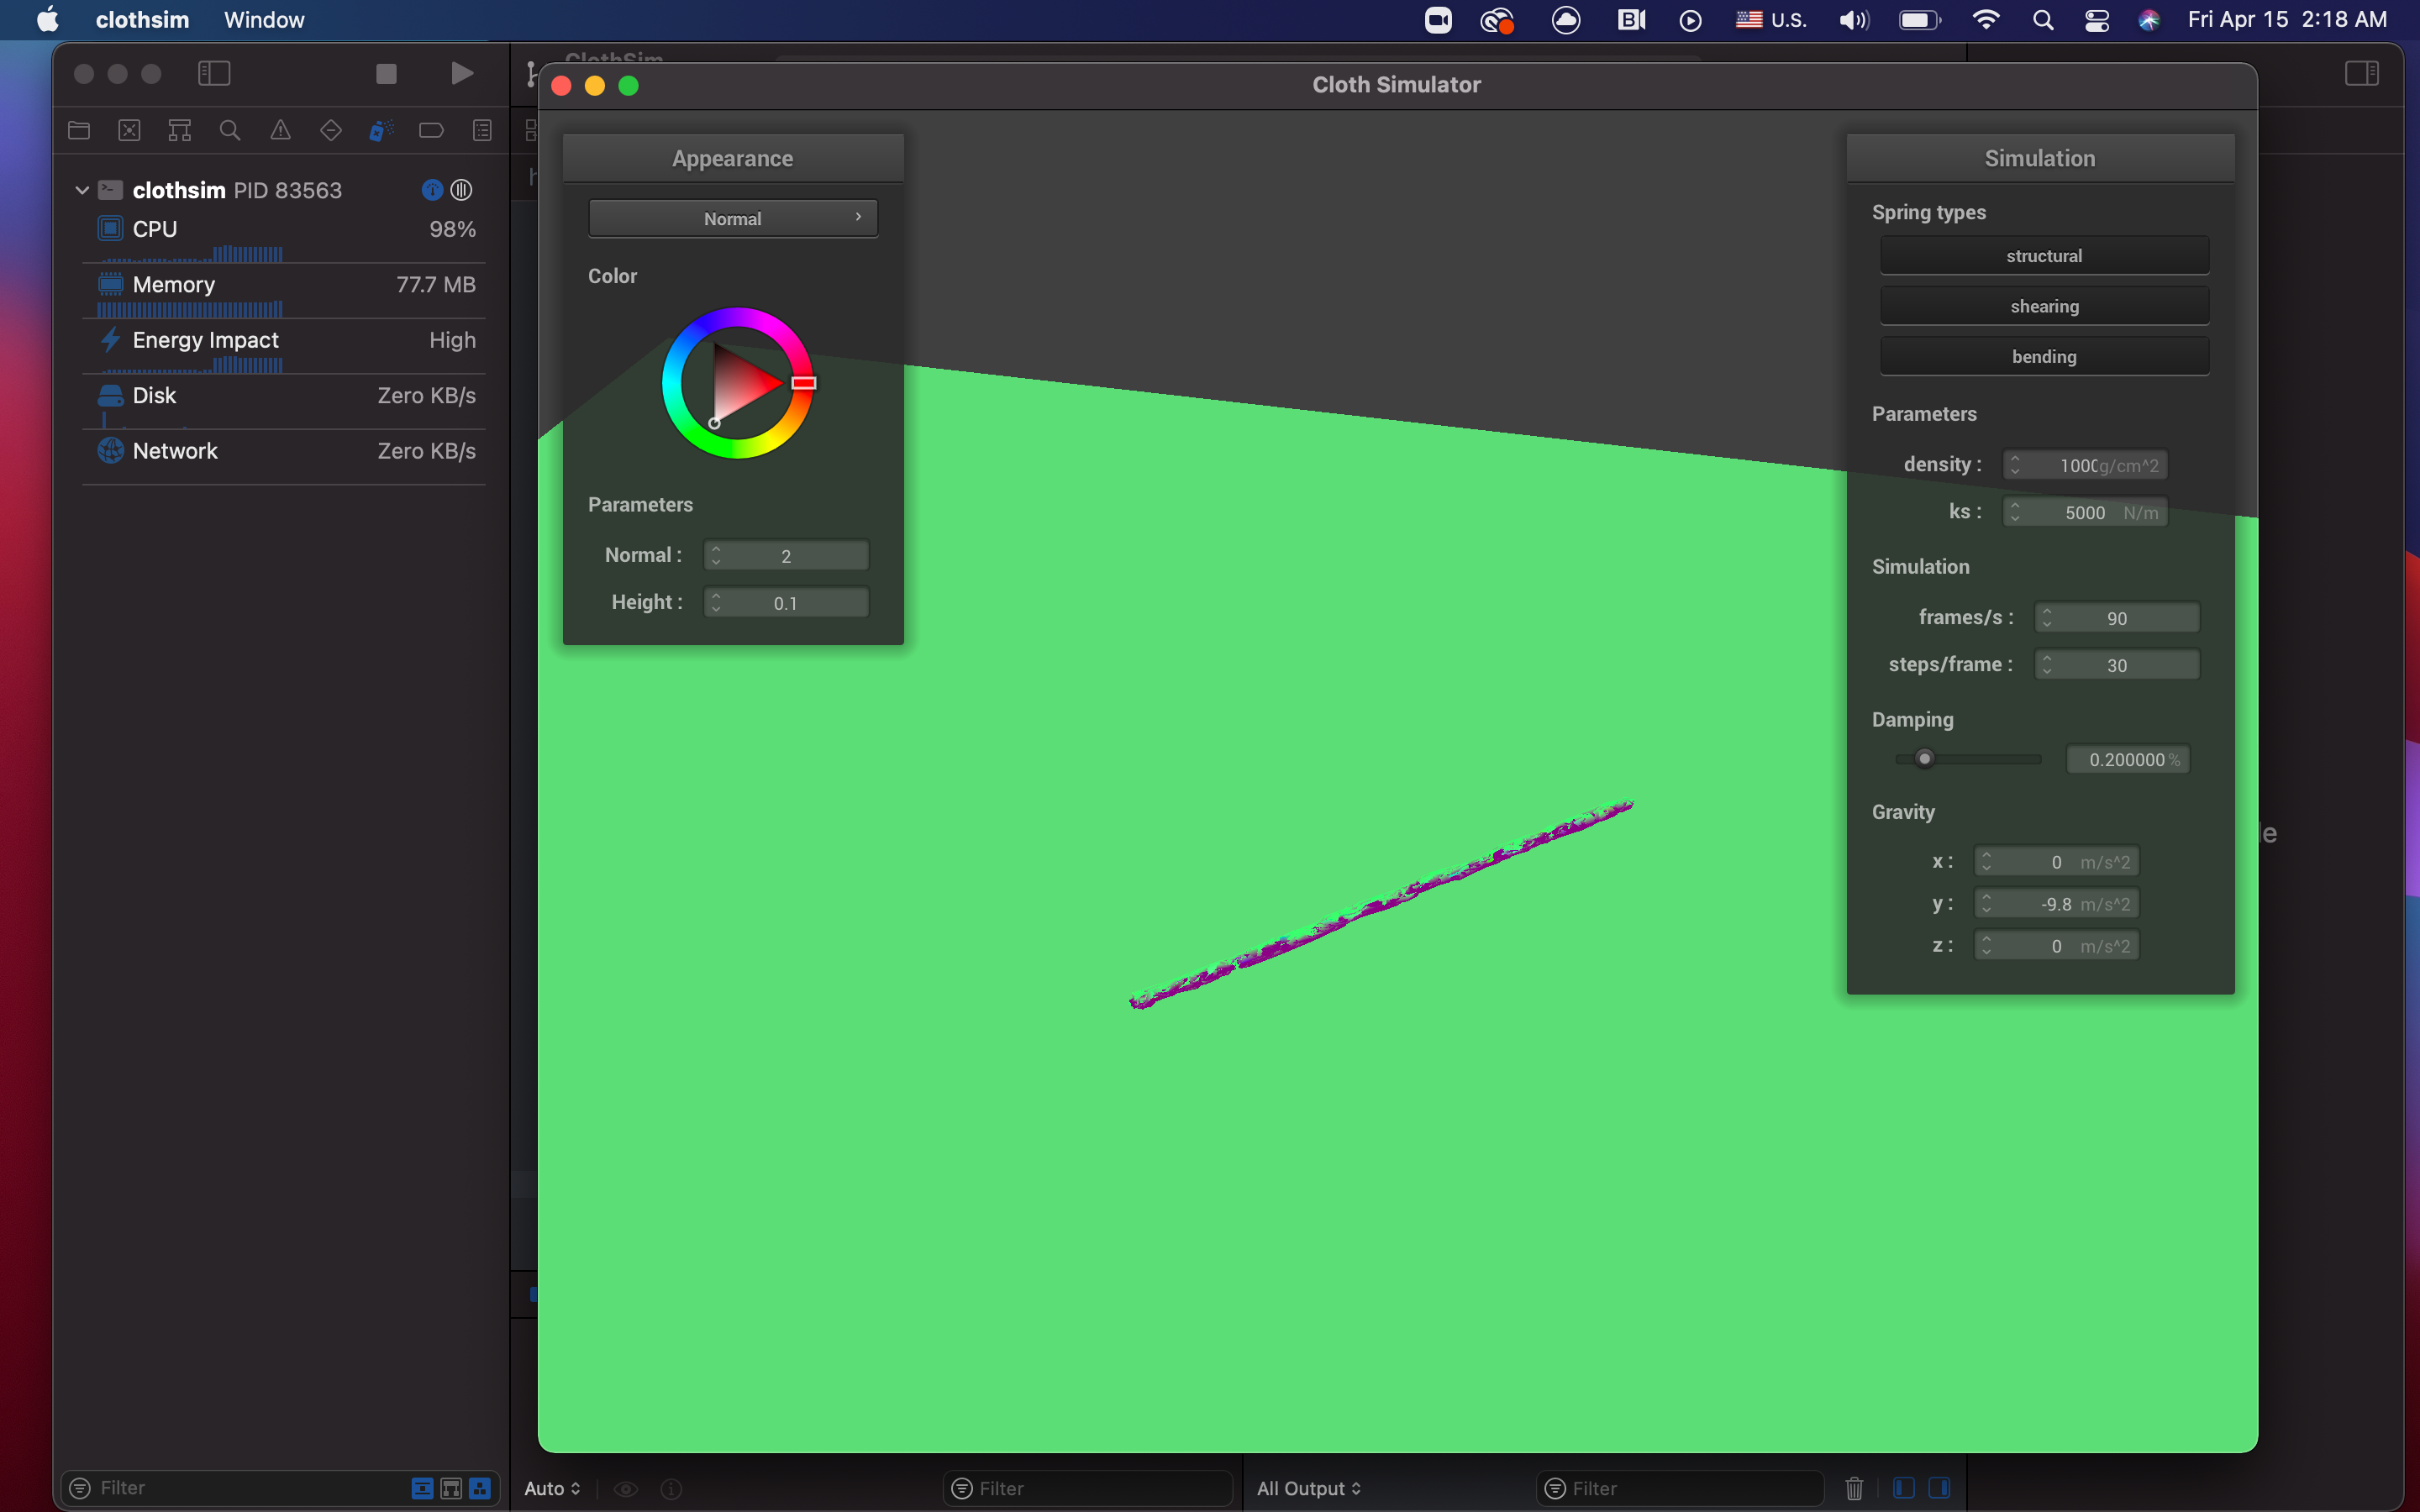 clothsim Window U.S. Fri Apr 15 2:18 AM
ClothSim
Cloth Simulator
clothsim PID 83563
CPU 98%
Memory 77.7 MB
Energy Impact High
Disk Zero KB/s
Network Zero KB/s
Appearance
Normal
Color
Parameters
Normal : 2
Height : 0.1
Simulation
Spring types
structural
shearing
bending
Parameters
density : 1000 g/cm^2
ks : 5000 N/m
Simulation
frames/s : 90
steps/frame : 30
Damping
0.200000 %
Gravity
x : 0 m/s^2
y : -9.8 m/s^2
z : 0 m/s^2
le
Filter
Auto
Filter
All Output
Filter